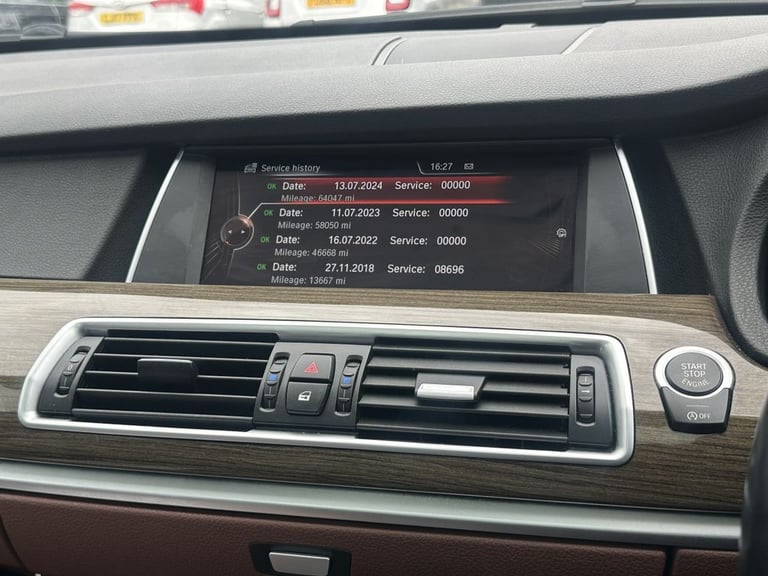 Service history 16:27
OK Date: 13.07.2024 Service: 00000
Mileage: 64047 mi
OK Date: 11.07.2023 Service: 00000
Mileage: 58050 mi
OK Date: 16.07.2022 Service: 00000
Mileage: 46668 mi
OK Date: 27.11.2018 Service: 08696
Mileage: 13667 mi
START
STOP
ENGINE
A OFF